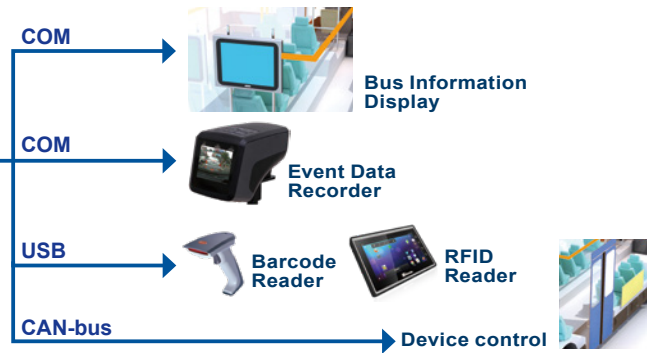 COM
Bus Information
Display
COM
Event Data
Recorder
USB
Barcode
Reader
RFID
Reader
CAN-bus
Device control